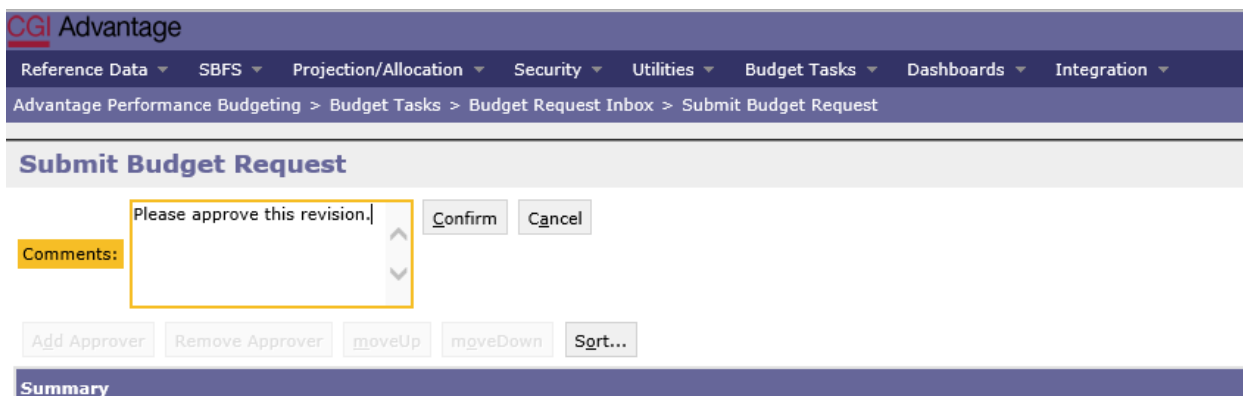 CGI Advantage
Reference Data SBFS Projection/Allocation Security Utilities Budget Tasks Dashboards Integration
Advantage Performance Budgeting > Budget Tasks > Budget Request Inbox > Submit Budget Request
Submit Budget Request
Please approve this revision.
Confirm Cancel
Comments:
Add Approver Remove Approver moveUp moveDown Sort...
Summary